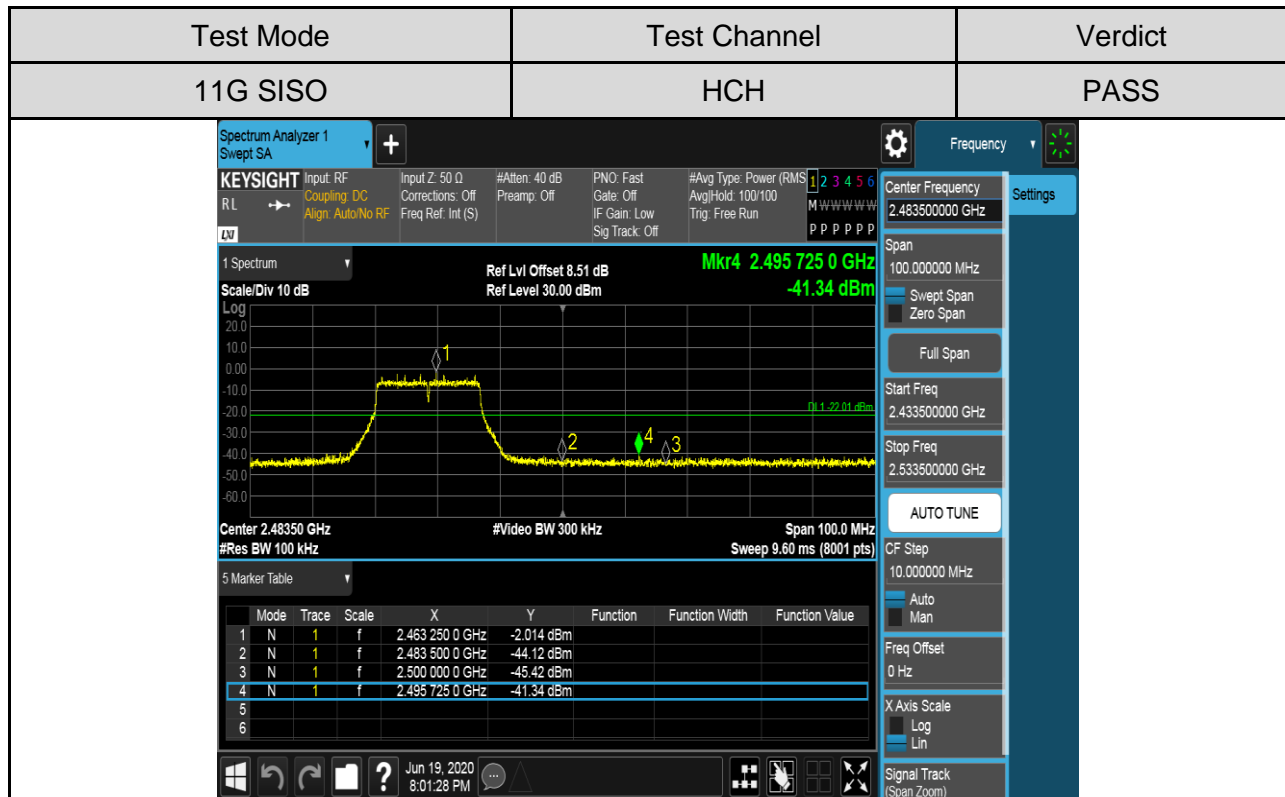 Test Mode Test Channel Verdict
11G SISO HCH PASS
Spectrum Analyzer 1
Swept SA
+
Frequency
KEYSIGHT
RL
LXI
Input: RF
Coupling: DC
Align: Auto/No RF
Input Z: 50 Ω
Corrections: Off
Freq Ref: Int (S)
#Atten: 40 dB
Preamp: Off
PNO: Fast
Gate: Off
IF Gain: Low
Sig Track: Off
#Avg Type: Power (RMS
Avg|Hold: 100/100
Trig: Free Run
1 2 3 4 5 6
M W W W W W
P P P P P P
1 Spectrum
Scale/Div 10 dB
Ref Lvl Offset 8.51 dB
Ref Level 30.00 dBm
Mkr4 2.495 725 0 GHz
-41.34 dBm
Log
20.0
10.0
0.00
-10.0
-20.0
-30.0
-40.0
-50.0
-60.0
1
2
4
3
DL1 -22.01 dBm
Center 2.48350 GHz #Video BW 300 kHz Span 100.0 MHz
#Res BW 100 kHz Sweep 9.60 ms (8001 pts)
5 Marker Table
Mode Trace Scale X Y Function Function Width Function Value
1 N 1 f 2.463 250 0 GHz -2.014 dBm
2 N 1 f 2.483 500 0 GHz -44.12 dBm
3 N 1 f 2.500 000 0 GHz -45.42 dBm
4 N 1 f 2.495 725 0 GHz -41.34 dBm
5
6
?
Jun 19, 2020
8:01:28 PM
Center Frequency
2.483500000 GHz
Settings
Span
100.000000 MHz
Swept Span
Zero Span
Full Span
Start Freq
2.433500000 GHz
Stop Freq
2.533500000 GHz
AUTO TUNE
CF Step
10.000000 MHz
Auto
Man
Freq Offset
0 Hz
X Axis Scale
Log
Lin
Signal Track
(Span Zoom)